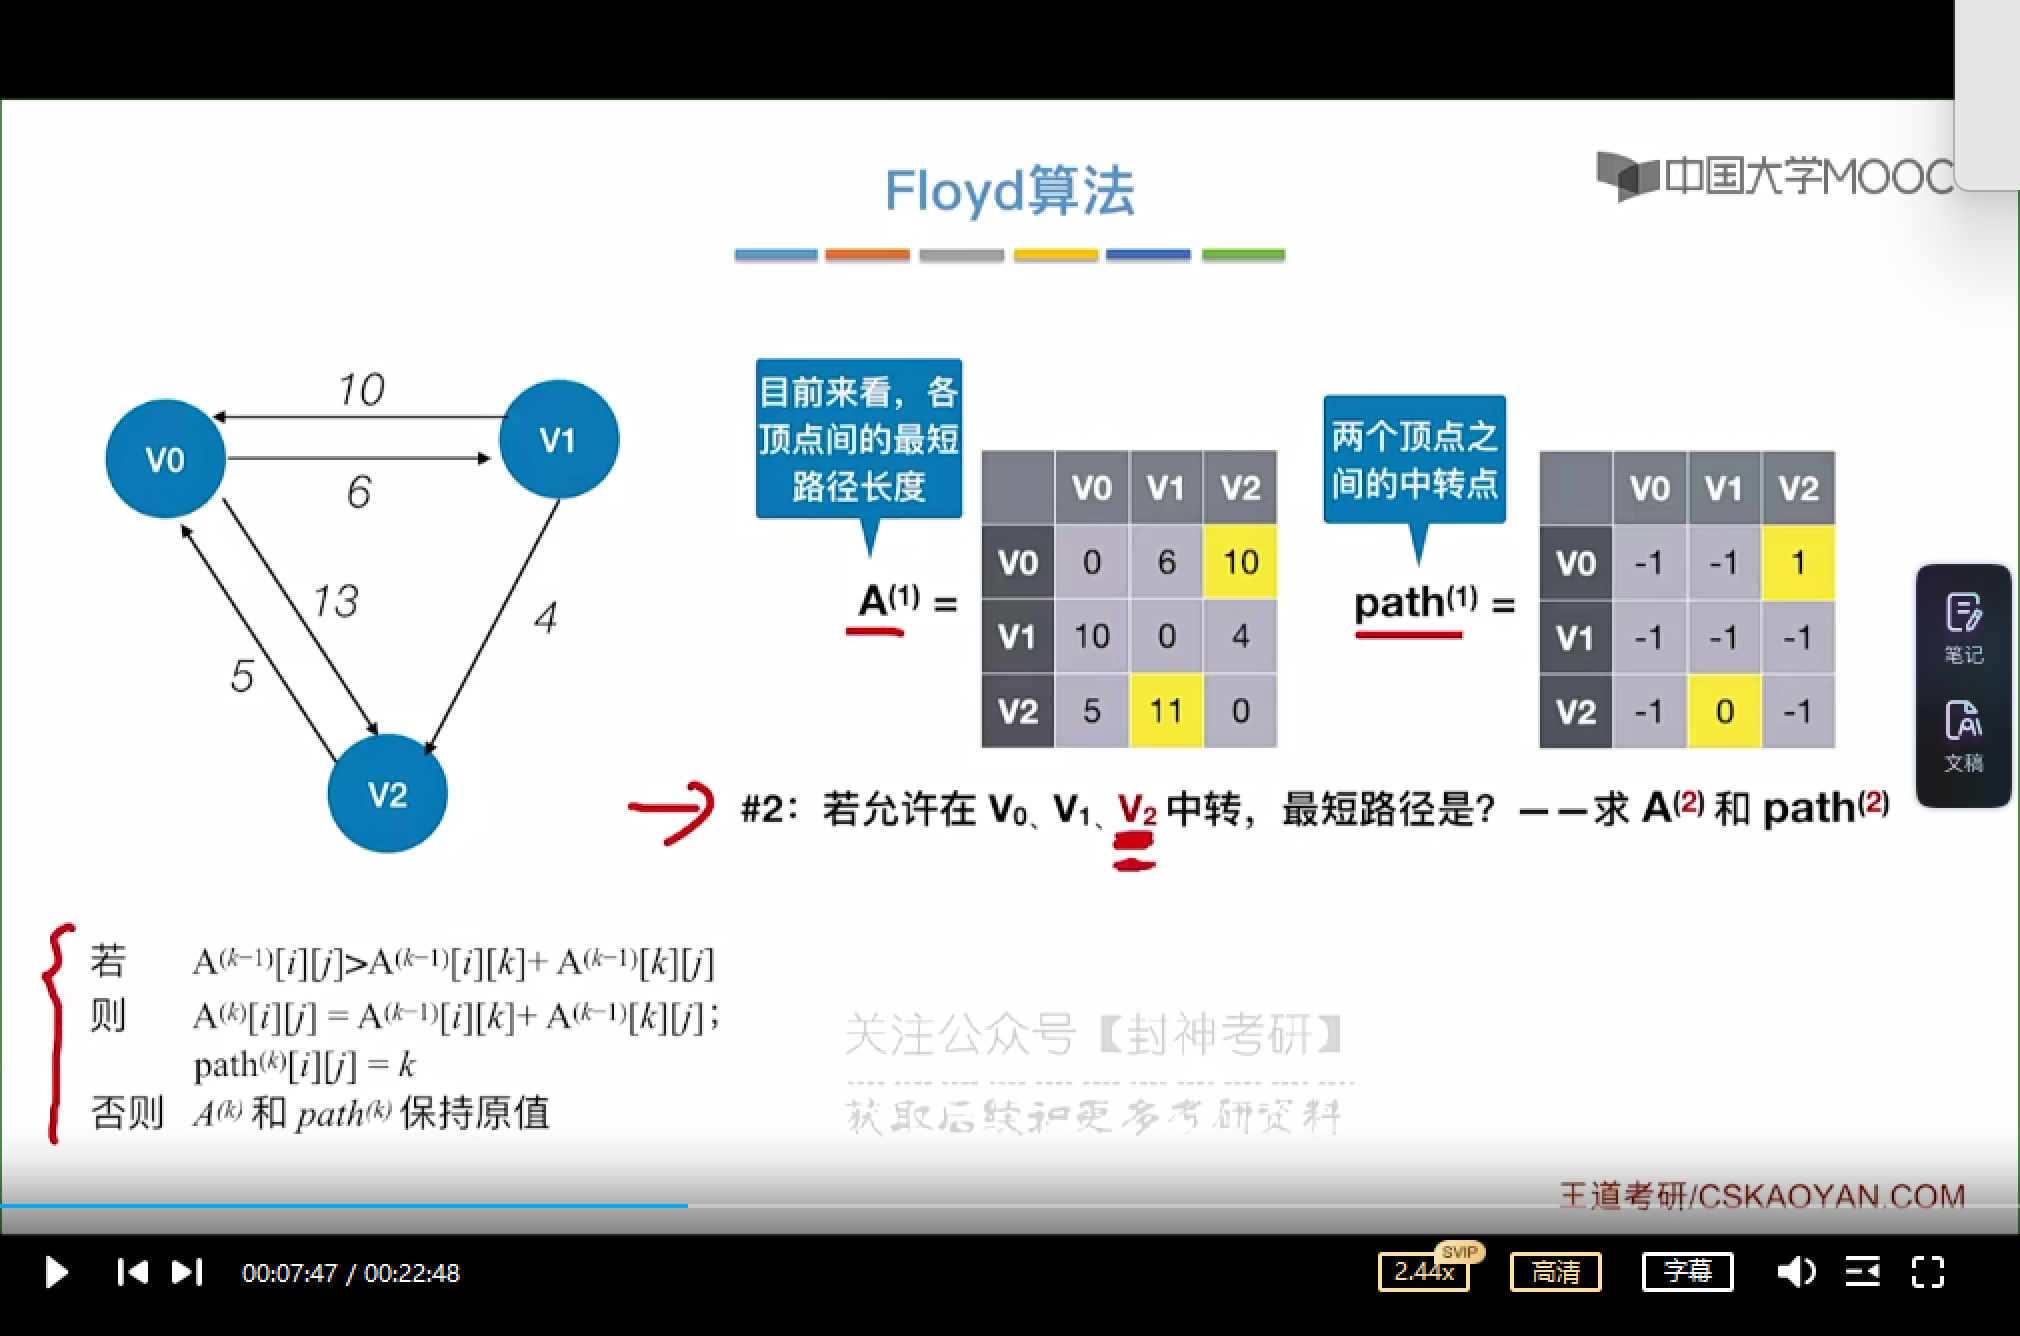 Floyd算法
中国大学MOOC
10
V0
V1
6
13
4
5
V2
目前来看，各
顶点间的最短
路径长度
A(1) =
V0 V1 V2
V0 0 6 10
V1 10 0 4
V2 5 11 0
两个顶点之
间的中转点
path(1) =
V0 V1 V2
V0 -1 -1 1
V1 -1 -1 -1
V2 -1 0 -1
笔记
文稿
#2：若允许在 V0、V1、V2 中转，最短路径是？——求 A(2) 和 path(2)
若 A(k−1)[i][j]>A(k−1)[i][k]+ A(k−1)[k][j]
则 A(k)[i][j] = A(k−1)[i][k]+ A(k−1)[k][j];
path(k)[i][j] = k
否则 A(k) 和 path(k) 保持原值
关注公众号【封神考研】
获取后续和更多考研资料
王道考研/CSKAOYAN.COM
00:07:47 / 00:22:48
2.44x
SVIP
高清
字幕